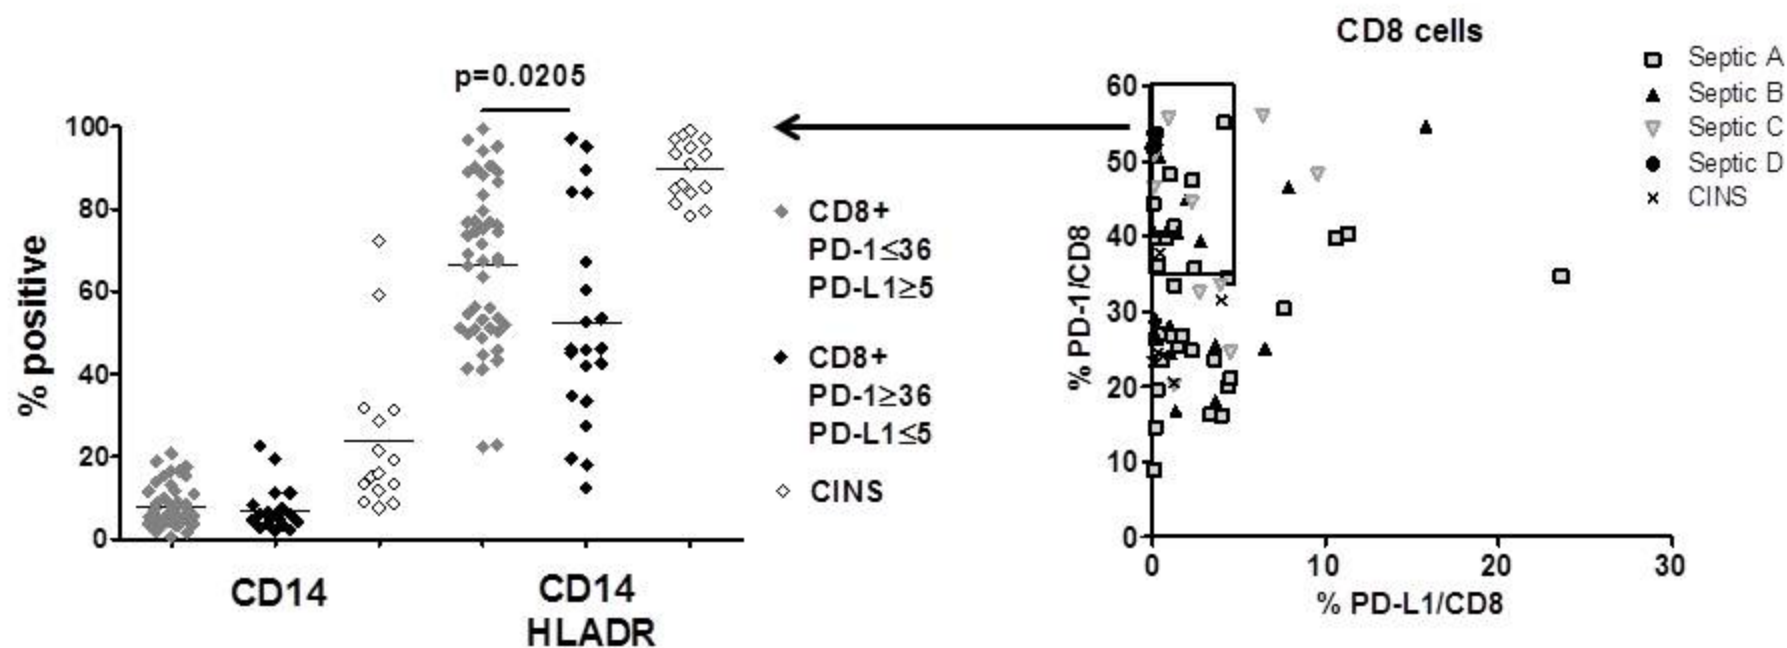 p=0.0205
% positive
100
80
60
40
20
0
CD14
CD14
HLADR
CD8+
PD-1≤36
PD-L1≥5
CD8+
PD-1≥36
PD-L1≤5
CINS
CD8 cells
% PD-1/CD8
60
50
40
30
20
10
0
0 10 20 30
% PD-L1/CD8
Septic A
Septic B
Septic C
Septic D
CINS